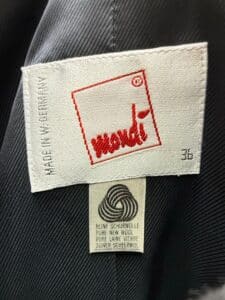 ®
mondi
MADE IN W.-GERMANY
36
REINE SCHURWOLLE
PURE NEW WOOL
PURE LAINE VIERGE
ZUIVER SCHEERWOL